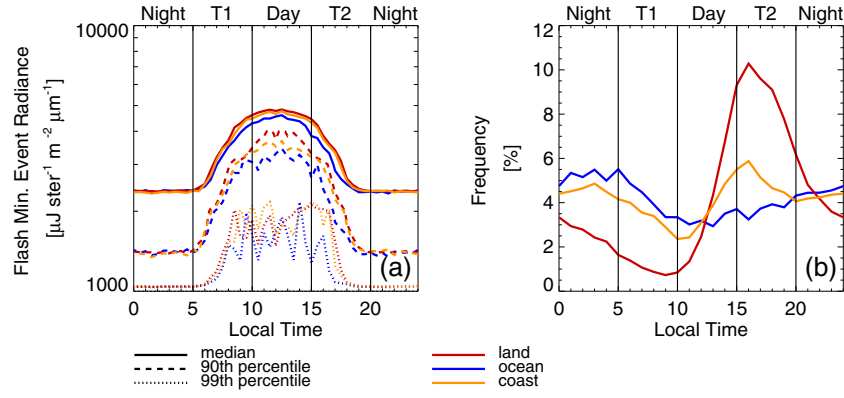 Night T1 Day T2 Night
Night T1 Day T2 Night
Flash Min. Event Radiance
[μJ ster⁻¹ m⁻² μm⁻¹]
10000
1000
(a)
0 5 10 15 20
Local Time
Frequency
[%]
12
10
8
6
4
2
0
(b)
0 5 10 15 20
Local Time
median
90th percentile
99th percentile
land
ocean
coast